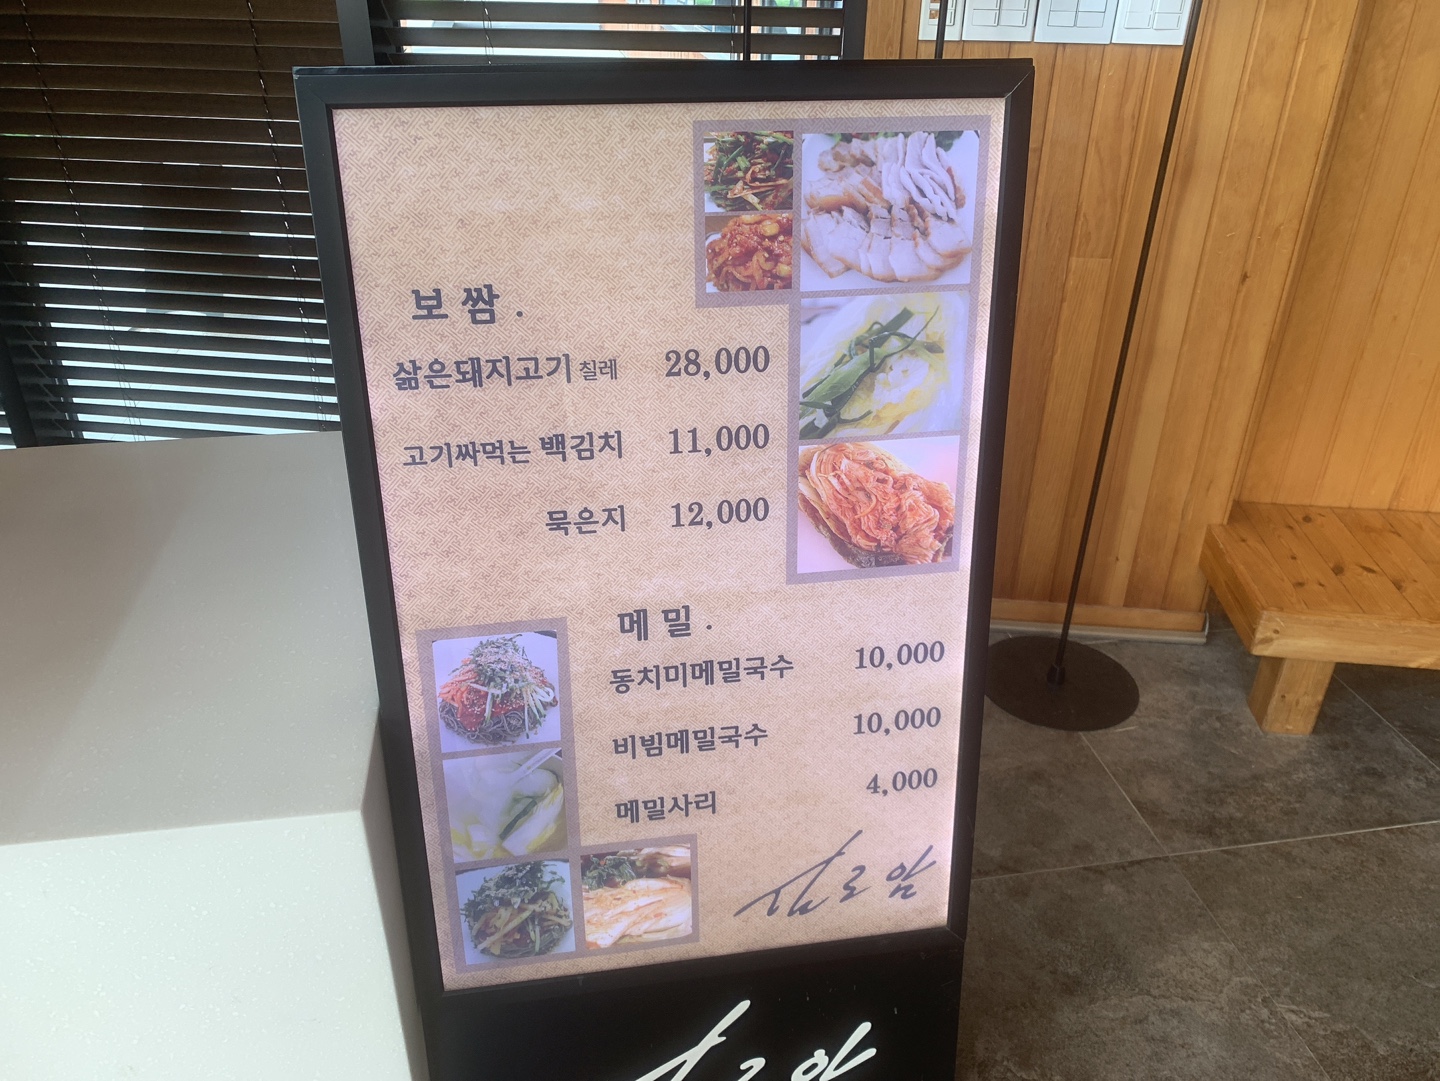 보쌈.
삶은돼지고기 칠레 28,000
고기싸먹는 백김치 11,000
묵은지 12,000
메밀.
동치미메밀국수 10,000
비빔메밀국수 10,000
메밀사리 4,000